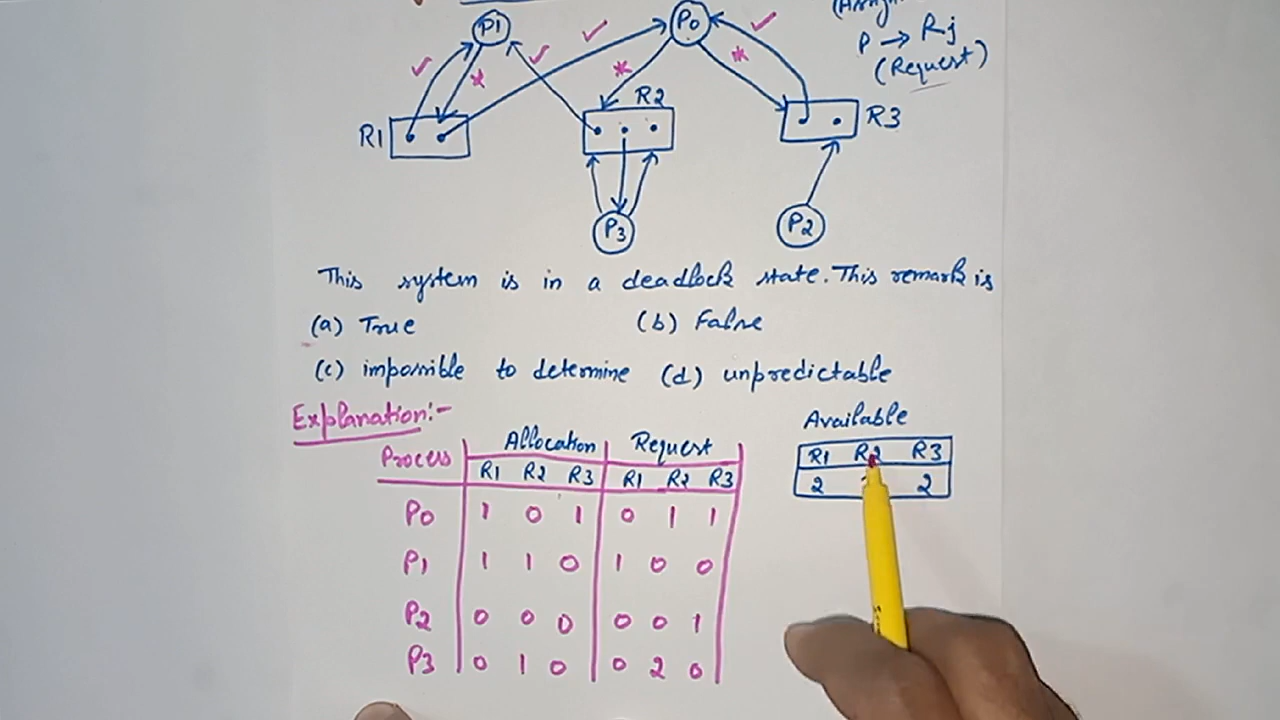 P1
P0
P → Rj
(Request)
R2
R1
R3
P3
P2
This system is in a deadlock state. This remark is
(a) True (b) False
(c) impossible to determine (d) unpredictable
Explanation:-
Available
Process Allocation Request
R1 R2 R3 R1 R2 R3
R1 R2 R3
2 2
P0 1 0 1 0 1 1
P1 1 1 0 1 0 0
P2 0 0 0 0 0 1
P3 0 1 0 0 2 0